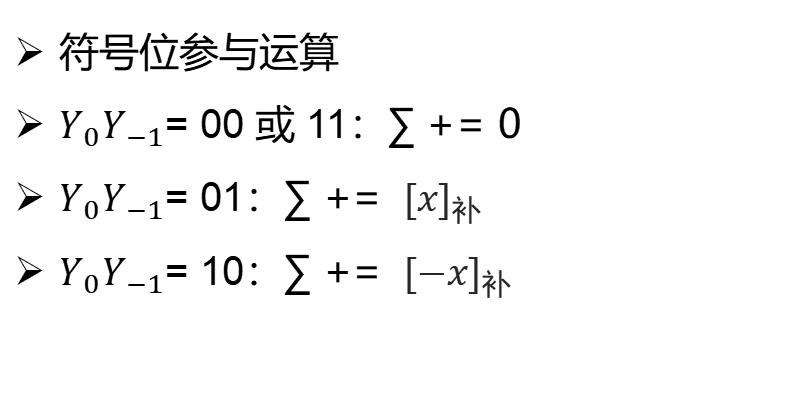 ➢ 符号位参与运算
➢ Y₀Y₋₁= 00 或 11：∑ += 0
➢ Y₀Y₋₁= 01：∑ += [x]补
➢ Y₀Y₋₁= 10：∑ += [−x]补